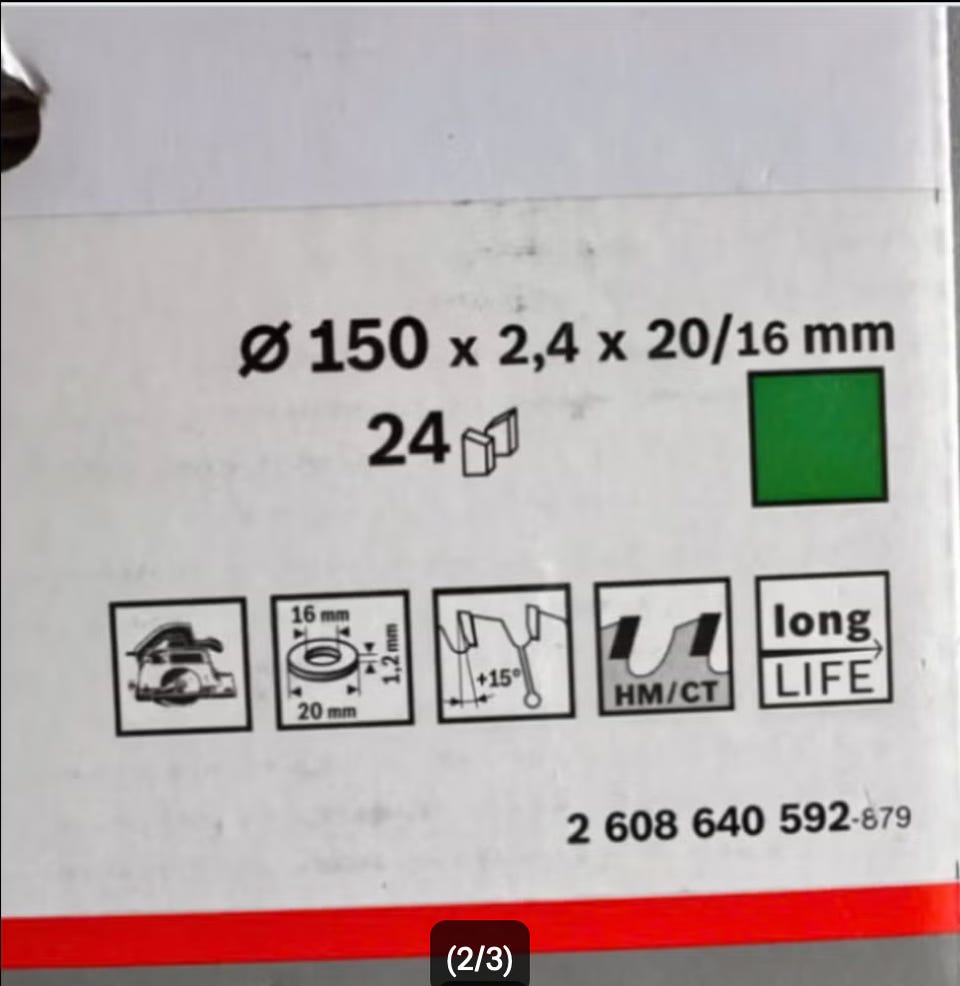 Ø 150 x 2,4 x 20/16 mm
24
16 mm
1,2 mm
20 mm
+15°
HM/CT
long
LIFE
2 608 640 592-879
(2/3)